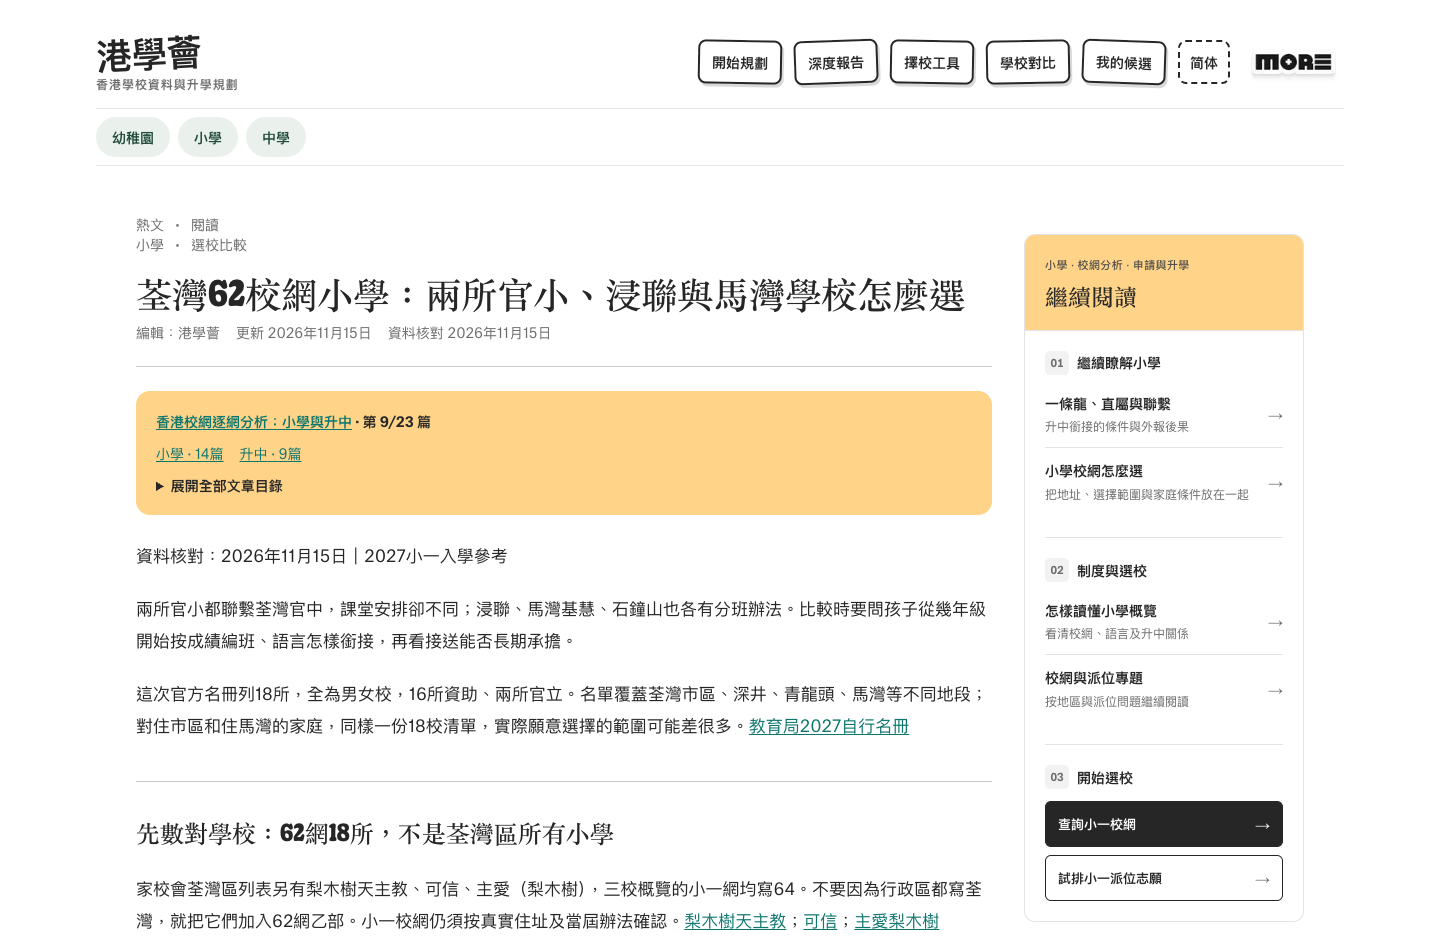 港學薈
香港學校資料與升學規劃
開始規劃
深度報告
擇校工具
學校對比
我的候選
简体
MORE
幼稚園
小學
中學
熱文 · 閱讀
小學 · 選校比較
荃灣62校網小學：兩所官小、浸聯與馬灣學校怎麼選
編輯：港學薈 更新 2026年11月15日 資料核對 2026年11月15日
香港校網逐網分析：小學與升中 · 第 9/23 篇
小學 · 14篇 升中 · 9篇
▶ 展開全部文章目錄
資料核對：2026年11月15日｜2027小一入學參考
兩所官小都聯繫荃灣官中，課堂安排卻不同；浸聯、馬灣基慧、石鐘山也各有分班辦法。比較時要問孩子從幾年級
開始按成績編班、語言怎樣銜接，再看接送能否長期承擔。
這次官方名冊列18所，全為男女校，16所資助、兩所官立。名單覆蓋荃灣市區、深井、青龍頭、馬灣等不同地段；
對住市區和住馬灣的家庭，同樣一份18校清單，實際願意選擇的範圍可能差很多。教育局2027自行名冊
先數對學校：62網18所，不是荃灣區所有小學
家校會荃灣區列表另有梨木樹天主教、可信、主愛（梨木樹），三校概覽的小一網均寫64。不要因為行政區都寫荃
灣，就把它們加入62網乙部。小一校網仍須按真實住址及當屆辦法確認。梨木樹天主教；可信；主愛梨木樹
小學 · 校網分析 · 申請與升學
繼續閱讀
01 繼續瞭解小學
一條龍、直屬與聯繫
升中銜接的條件與外報後果
→
小學校網怎麼選
把地址、選擇範圍與家庭條件放在一起
→
02 制度與選校
怎樣讀懂小學概覽
看清校網、語言及升中關係
→
校網與派位專題
按地區與派位問題繼續閱讀
→
03 開始選校
查詢小一校網 →
試排小一派位志願 →